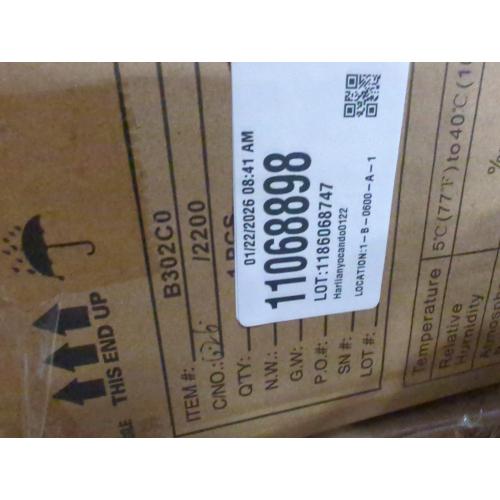 01/22/2026 08:41 AM
11068898
LOT:1186068747
Harlianyocando0122
LOCATION:1-B-0600-A-1
THIS END UP
ITEM #: B302C0
C/NO.: /2200
QTY: 1 PCS
N.W.:
G.W:
P.O.#:
SN #:
LOT #:
Temperature 5℃(77℉) to 40℃
Relative
Humidity